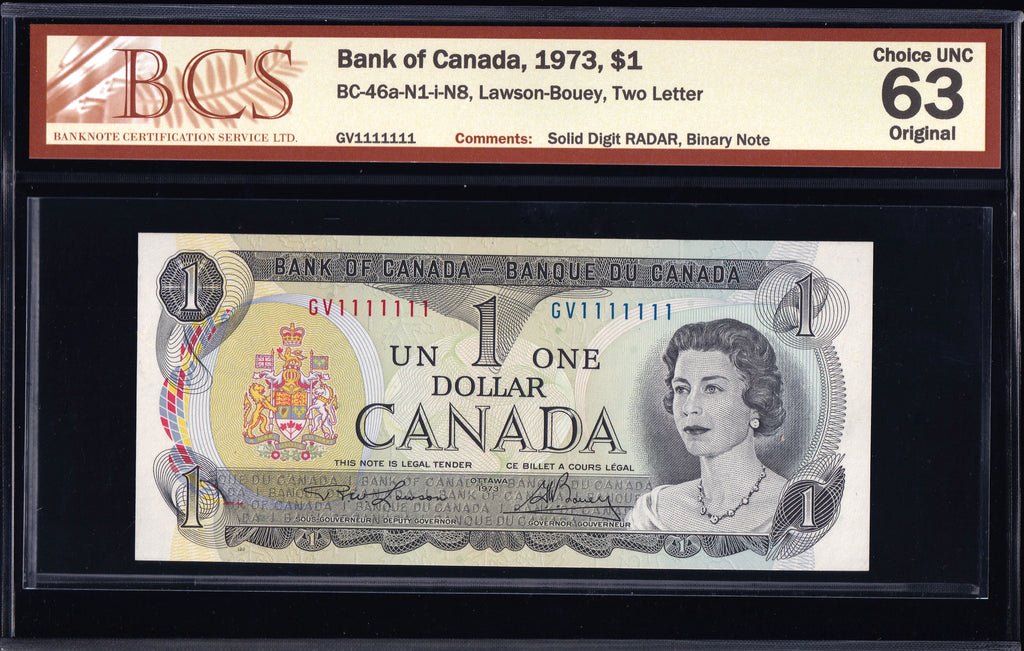 BCS
BANKNOTE CERTIFICATION SERVICE LTD.
Bank of Canada, 1973, $1
BC-46a-N1-i-N8, Lawson-Bouey, Two Letter
GV1111111 Comments: Solid Digit RADAR, Binary Note
Choice UNC
63
Original
1 BANK OF CANADA – BANQUE DU CANADA 1
GV1111111 1 GV1111111
UN ONE
DOLLAR
CANADA
THIS NOTE IS LEGAL TENDER CE BILLET A COURS LÉGAL
OTTAWA
1973
1 1
SOUS-GOUVERNEUR DEPUTY GOVERNOR GOVERNOR GOUVERNEUR
1 1